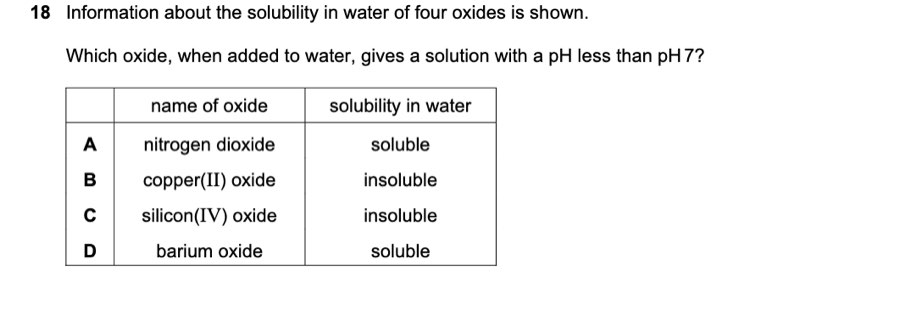 18 Information about the solubility in water of four oxides is shown.
Which oxide, when added to water, gives a solution with a pH less than pH 7?
name of oxide solubility in water
A nitrogen dioxide soluble
B copper(II) oxide insoluble
C silicon(IV) oxide insoluble
D barium oxide soluble